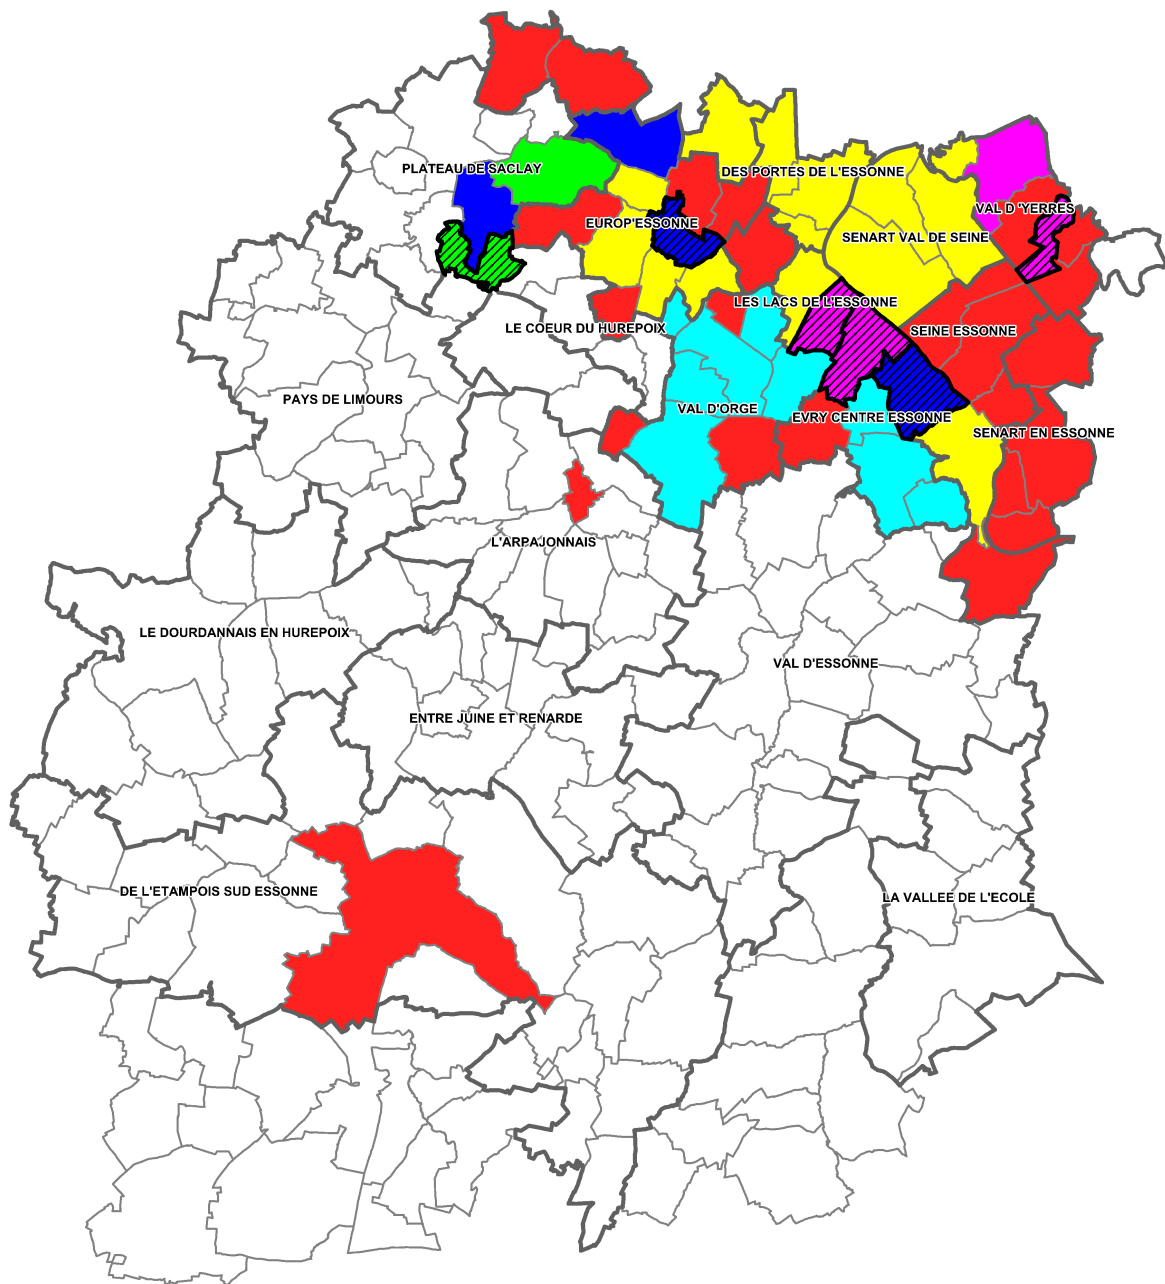 PLATEAU DE SACLAY
DES PORTES DE L'ESSONNE
VAL D 'YERRES
EUROP'ESSONNE
SENART VAL DE SEINE
LES LACS DE L'ESSONNE
LE COEUR DU HUREPOIX
SEINE ESSONNE
PAYS DE LIMOURS
VAL D'ORGE
EVRY CENTRE ESSONNE
SENART EN ESSONNE
L'ARPAJONNAIS
LE DOURDANNAIS EN HUREPOIX
VAL D'ESSONNE
ENTRE JUINE ET RENARDE
DE L'ETAMPOIS SUD ESSONNE
LA VALLEE DE L'ECOLE